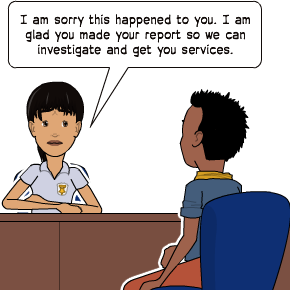 I am sorry this happened to you. I am
glad you made your report so we can
investigate and get you services.